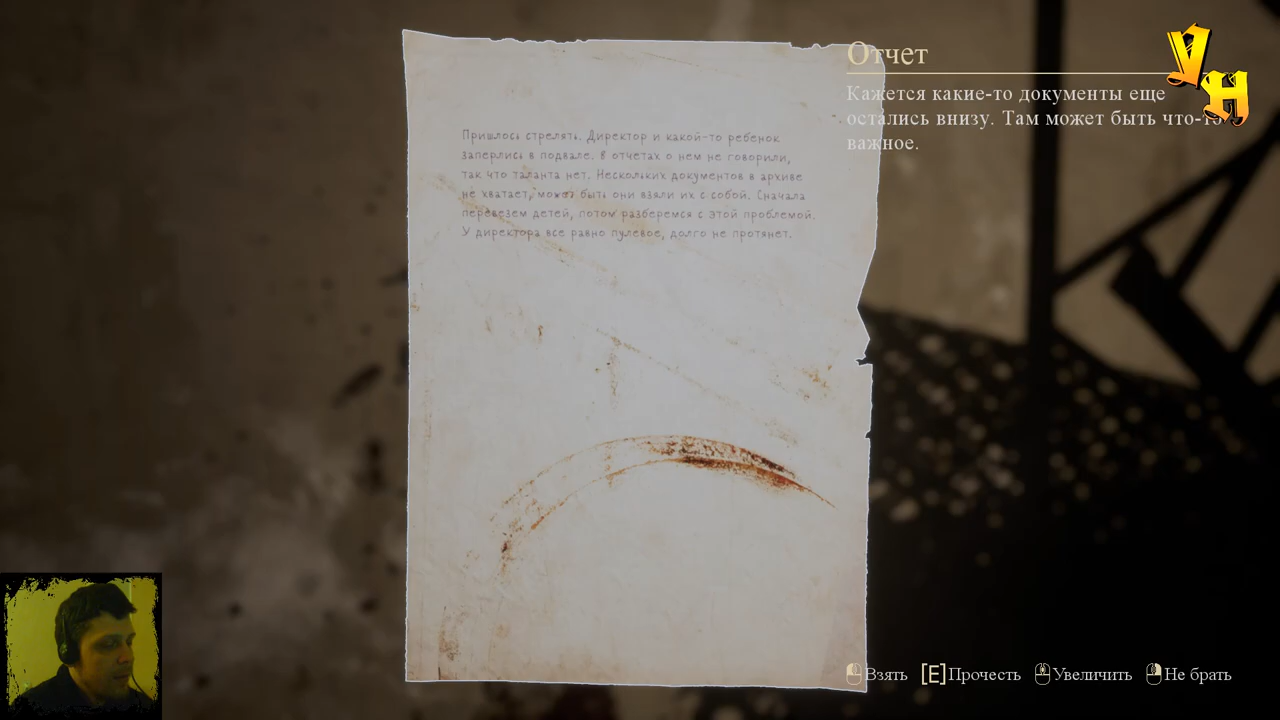 Отчет
УН
Кажется какие-то документы еще
остались внизу. Там может быть что-то
важное.
Пришлось стрелять. Директор и какой-то ребенок
заперлись в подвале. В отчетах о нем не говорили,
так что таланта нет. Нескольких документов в архиве
не хватает, может быть они взяли их с собой. Сначала
перевезем детей, потом разберемся с этой проблемой.
У директора все равно пулевое, долго не протянет.
Взять [E] Прочесть Увеличить Не брать